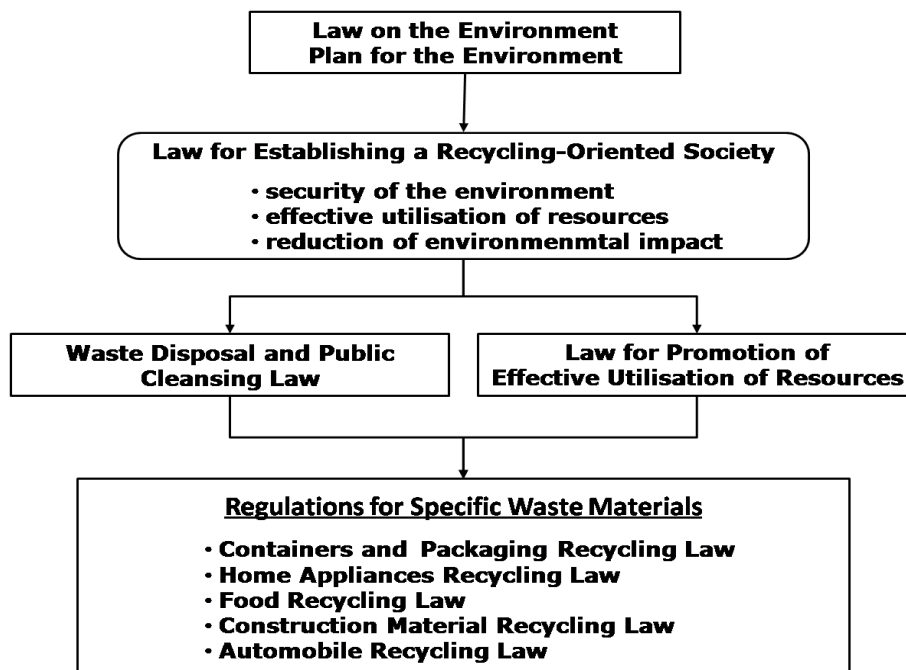 Law on the Environment
Plan for the Environment
Law for Establishing a Recycling-Oriented Society
• security of the environment
• effective utilisation of resources
• reduction of environmenmtal impact
Waste Disposal and Public
Cleansing Law
Law for Promotion of
Effective Utilisation of Resources
Regulations for Specific Waste Materials
• Containers and Packaging Recycling Law
• Home Appliances Recycling Law
• Food Recycling Law
• Construction Material Recycling Law
• Automobile Recycling Law